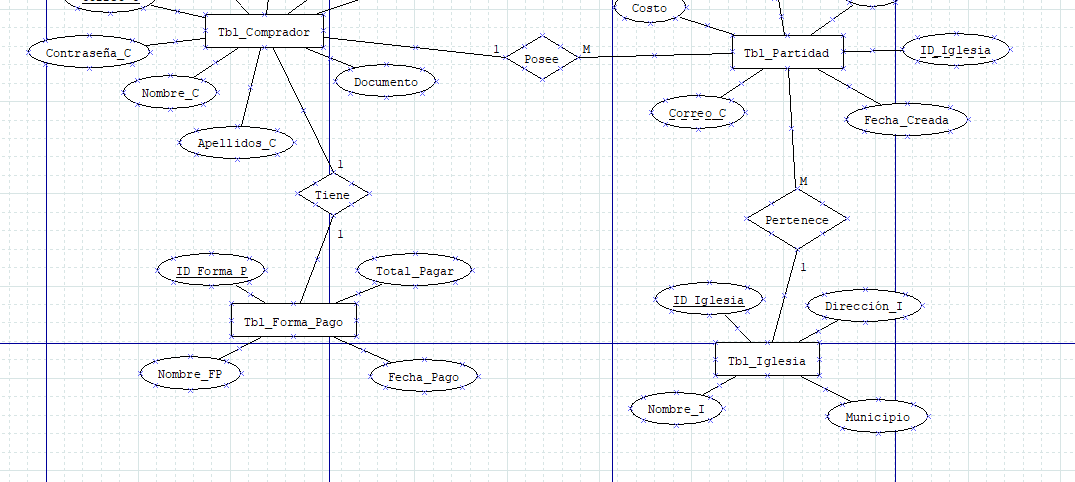 Costo
Tbl_Comprador
Contraseña_C
1
Posee
M
Tbl_Partidad
ID_Iglesia
Documento
Nombre_C
Correo_C
Fecha_Creada
Apellidos_C
1
Tiene
M
Pertenece
1
1
ID_Forma_P
Total_Pagar
ID_Iglesia
Dirección_I
Tbl_Forma_Pago
Tbl_Iglesia
Nombre_FP
Fecha_Pago
Nombre_I
Municipio